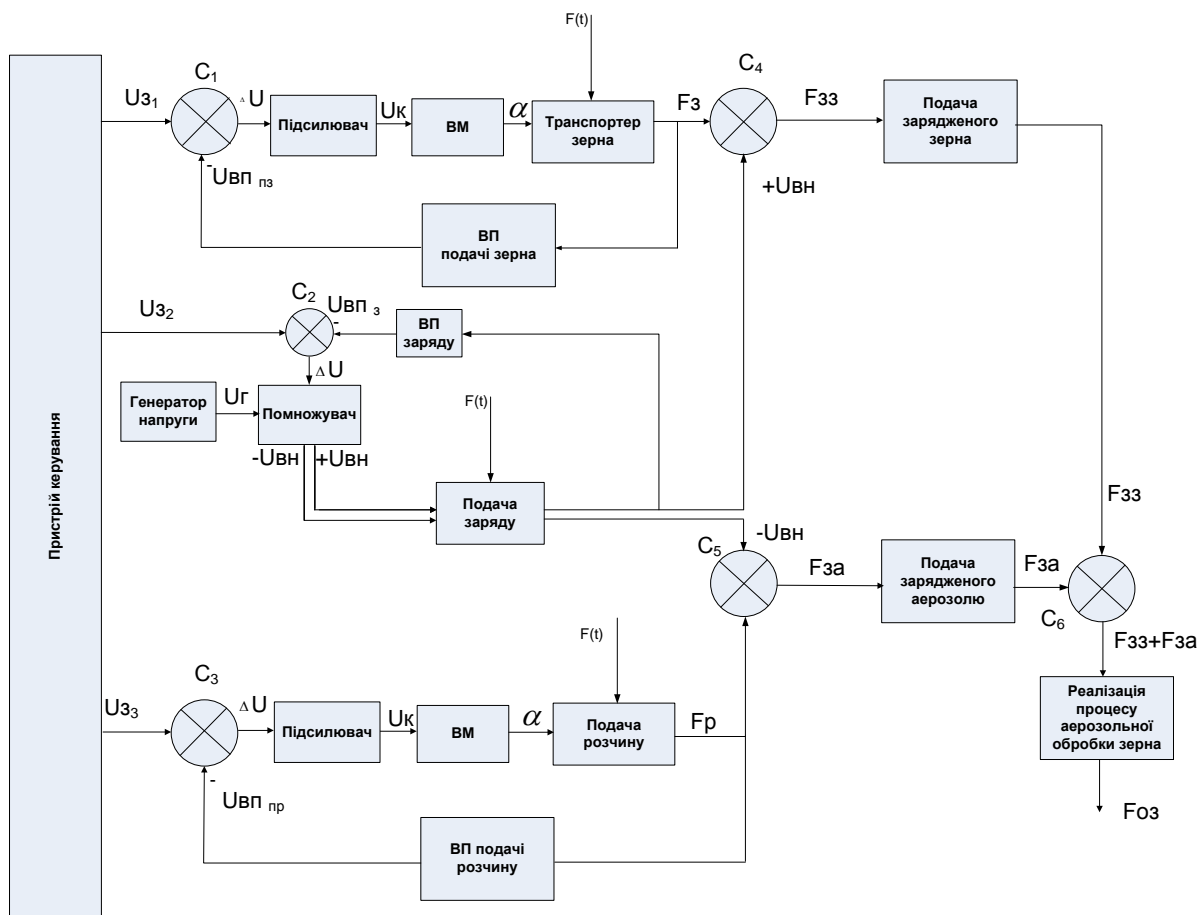 F(t)
C1
C4
Uз1
ΔU
Підсилювач
Uк
ВМ
α
Транспортер
зерна
Fз
Fзз
Подача
зарядженого
зерна
-
Uвп пз
+Uвн
ВП
подачі зерна
Пристрій керування
Uз2
C2
Uвп з
-
ВП
заряду
ΔU
Генератор
напруги
Uг
Помножувач
F(t)
-Uвн
+Uвн
Подача
заряду
Fзз
-Uвн
C5
Fза
Подача
зарядженого
аерозолю
Fза
C6
F(t)
Fзз+Fза
C3
Uз3
ΔU
Підсилювач
Uк
ВМ
α
Подача
розчину
Fр
Реалізація
процесу
аерозольної
обробки зерна
-
Uвп пр
Fоз
ВП подачі
розчину